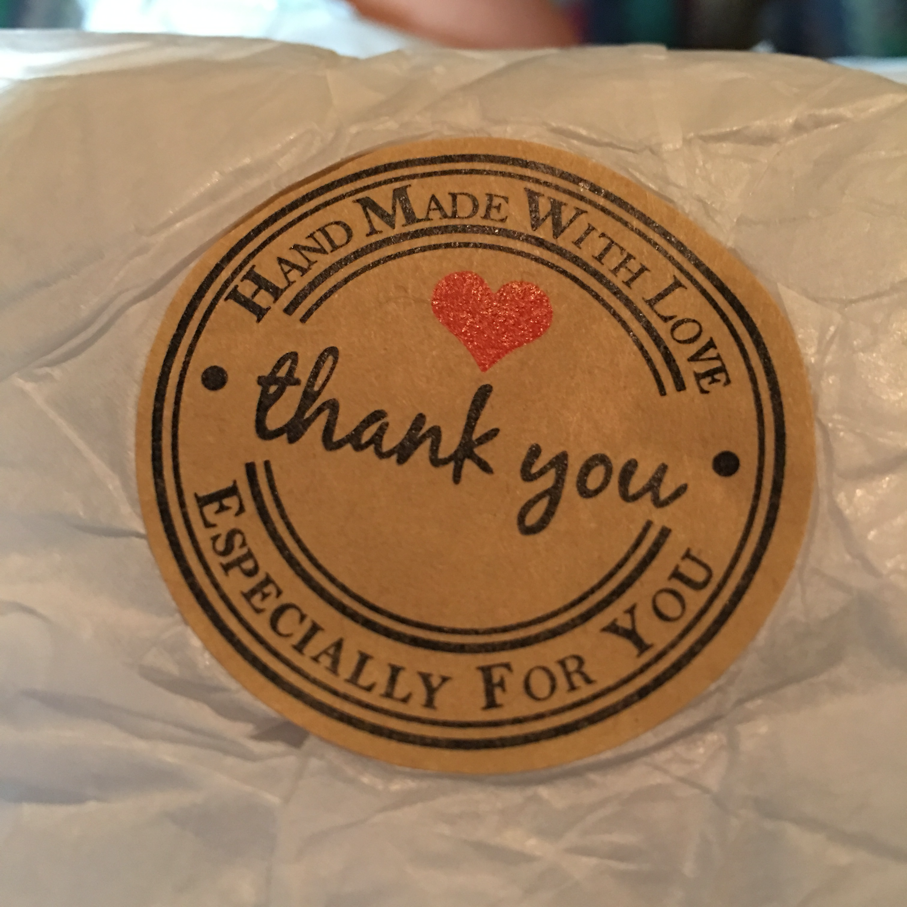 Hand Made With Love
thank you
Especially For You